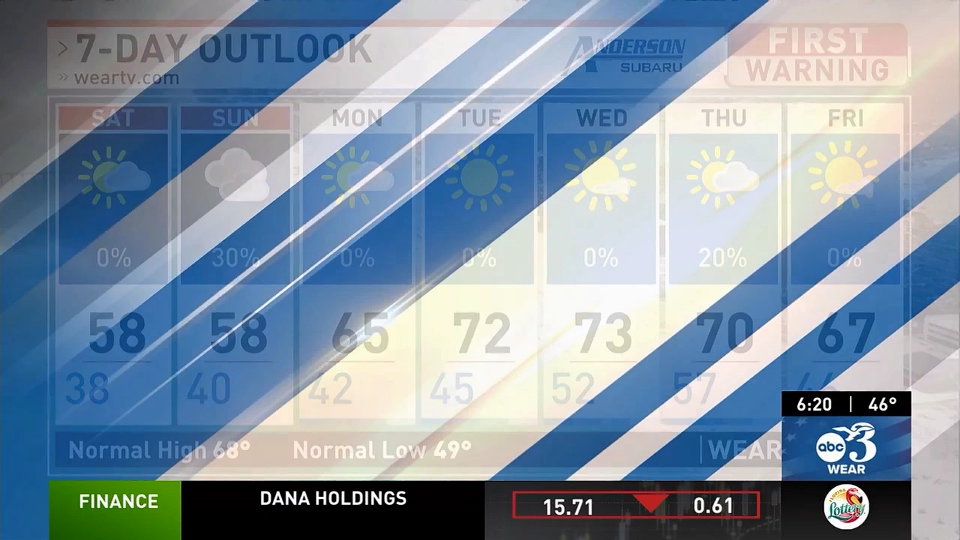 > 7-DAY OUTLOOK
» weartv.com
ANDERSON
SUBARU
FIRST
WARNING
SAT SUN MON TUE WED THU FRI
0% 30% 0% 0% 0% 20% 0%
58 58 65 72 73 70 67
38 40 42 45 52 57 46
Normal High 68° Normal Low 49° WEAR
6:20 | 46°
abc 3
WEAR
FINANCE DANA HOLDINGS 15.71 0.61
Florida
Lottery